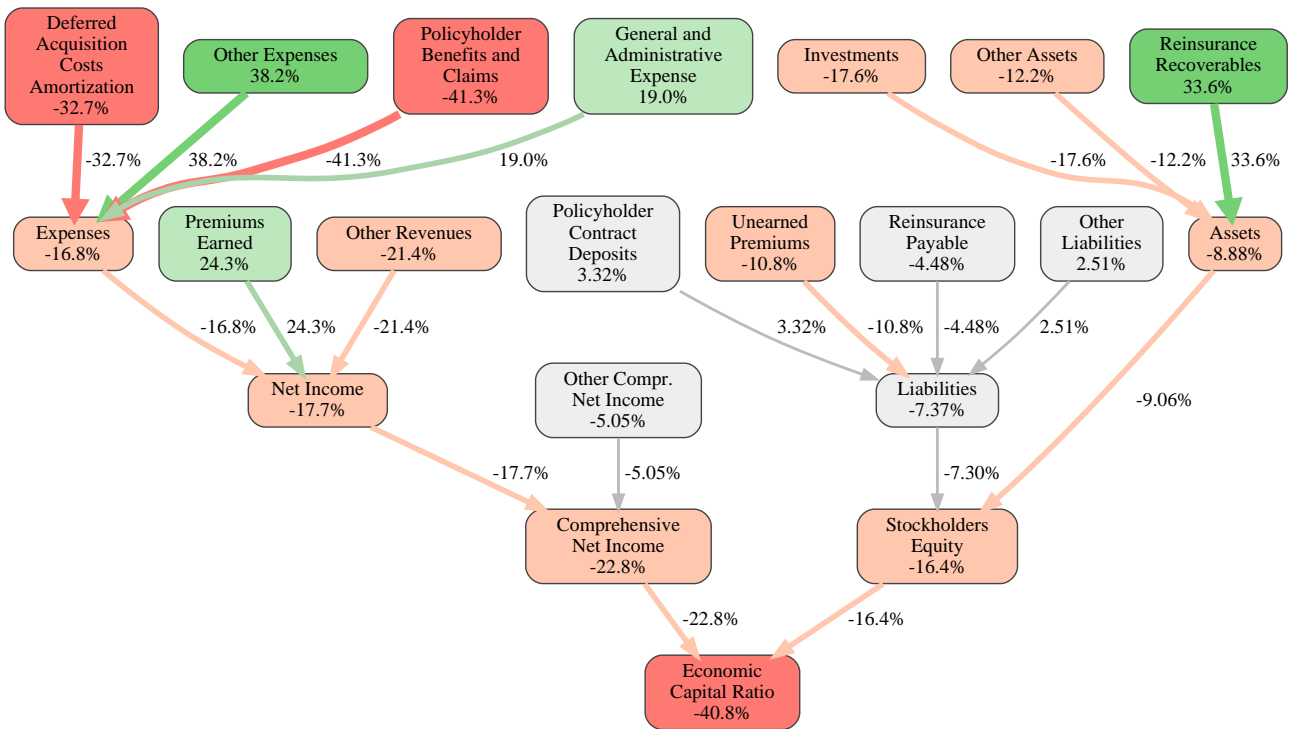 Deferred
Acquisition
Costs
Amortization
-32.7%
Other Expenses
38.2%
Policyholder
Benefits and
Claims
-41.3%
General and
Administrative
Expense
19.0%
Investments
-17.6%
Other Assets
-12.2%
Reinsurance
Recoverables
33.6%
-32.7%
38.2%
-41.3%
19.0%
-17.6%
-12.2%
33.6%
Expenses
-16.8%
Premiums
Earned
24.3%
Other Revenues
-21.4%
Policyholder
Contract
Deposits
3.32%
Unearned
Premiums
-10.8%
Reinsurance
Payable
-4.48%
Other
Liabilities
2.51%
Assets
-8.88%
-16.8%
24.3%
-21.4%
3.32%
-10.8%
-4.48%
2.51%
Net Income
-17.7%
Other Compr.
Net Income
-5.05%
Liabilities
-7.37%
-9.06%
-17.7%
-5.05%
-7.30%
Comprehensive
Net Income
-22.8%
Stockholders
Equity
-16.4%
-22.8%
-16.4%
Economic
Capital Ratio
-40.8%